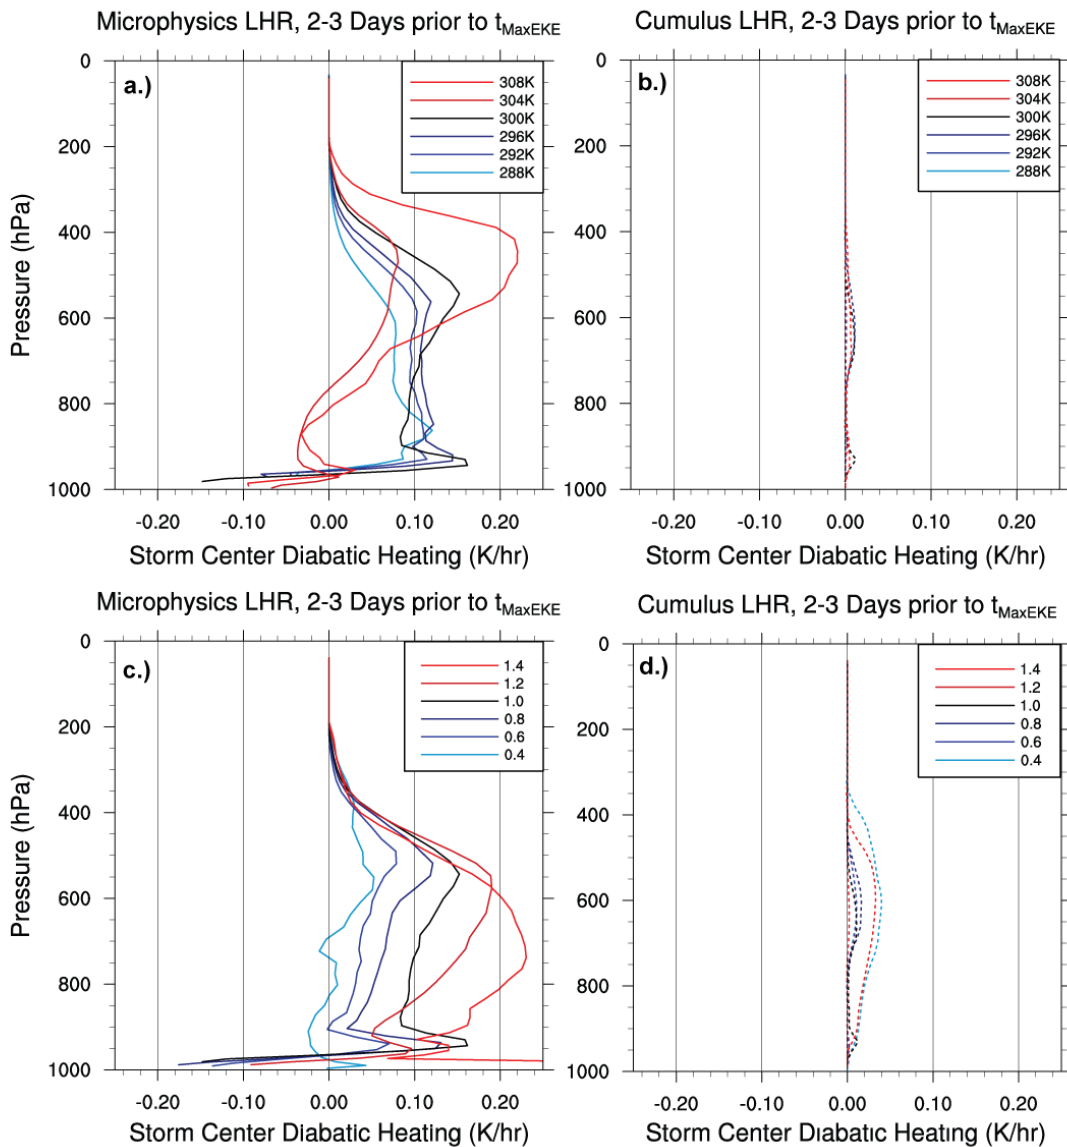 Microphysics LHR, 2-3 Days prior to tMaxEKE
Cumulus LHR, 2-3 Days prior to tMaxEKE
a.)
308K
304K
300K
296K
292K
288K
0
200
400
600
800
1000
Pressure (hPa)
-0.20 -0.10 0.00 0.10 0.20
Storm Center Diabatic Heating (K/hr)
b.)
308K
304K
300K
296K
292K
288K
0
200
400
600
800
1000
-0.20 -0.10 0.00 0.10 0.20
Storm Center Diabatic Heating (K/hr)
Microphysics LHR, 2-3 Days prior to tMaxEKE
Cumulus LHR, 2-3 Days prior to tMaxEKE
c.)
1.4
1.2
1.0
0.8
0.6
0.4
0
200
400
600
800
1000
Pressure (hPa)
-0.20 -0.10 0.00 0.10 0.20
Storm Center Diabatic Heating (K/hr)
d.)
1.4
1.2
1.0
0.8
0.6
0.4
0
200
400
600
800
1000
-0.20 -0.10 0.00 0.10 0.20
Storm Center Diabatic Heating (K/hr)